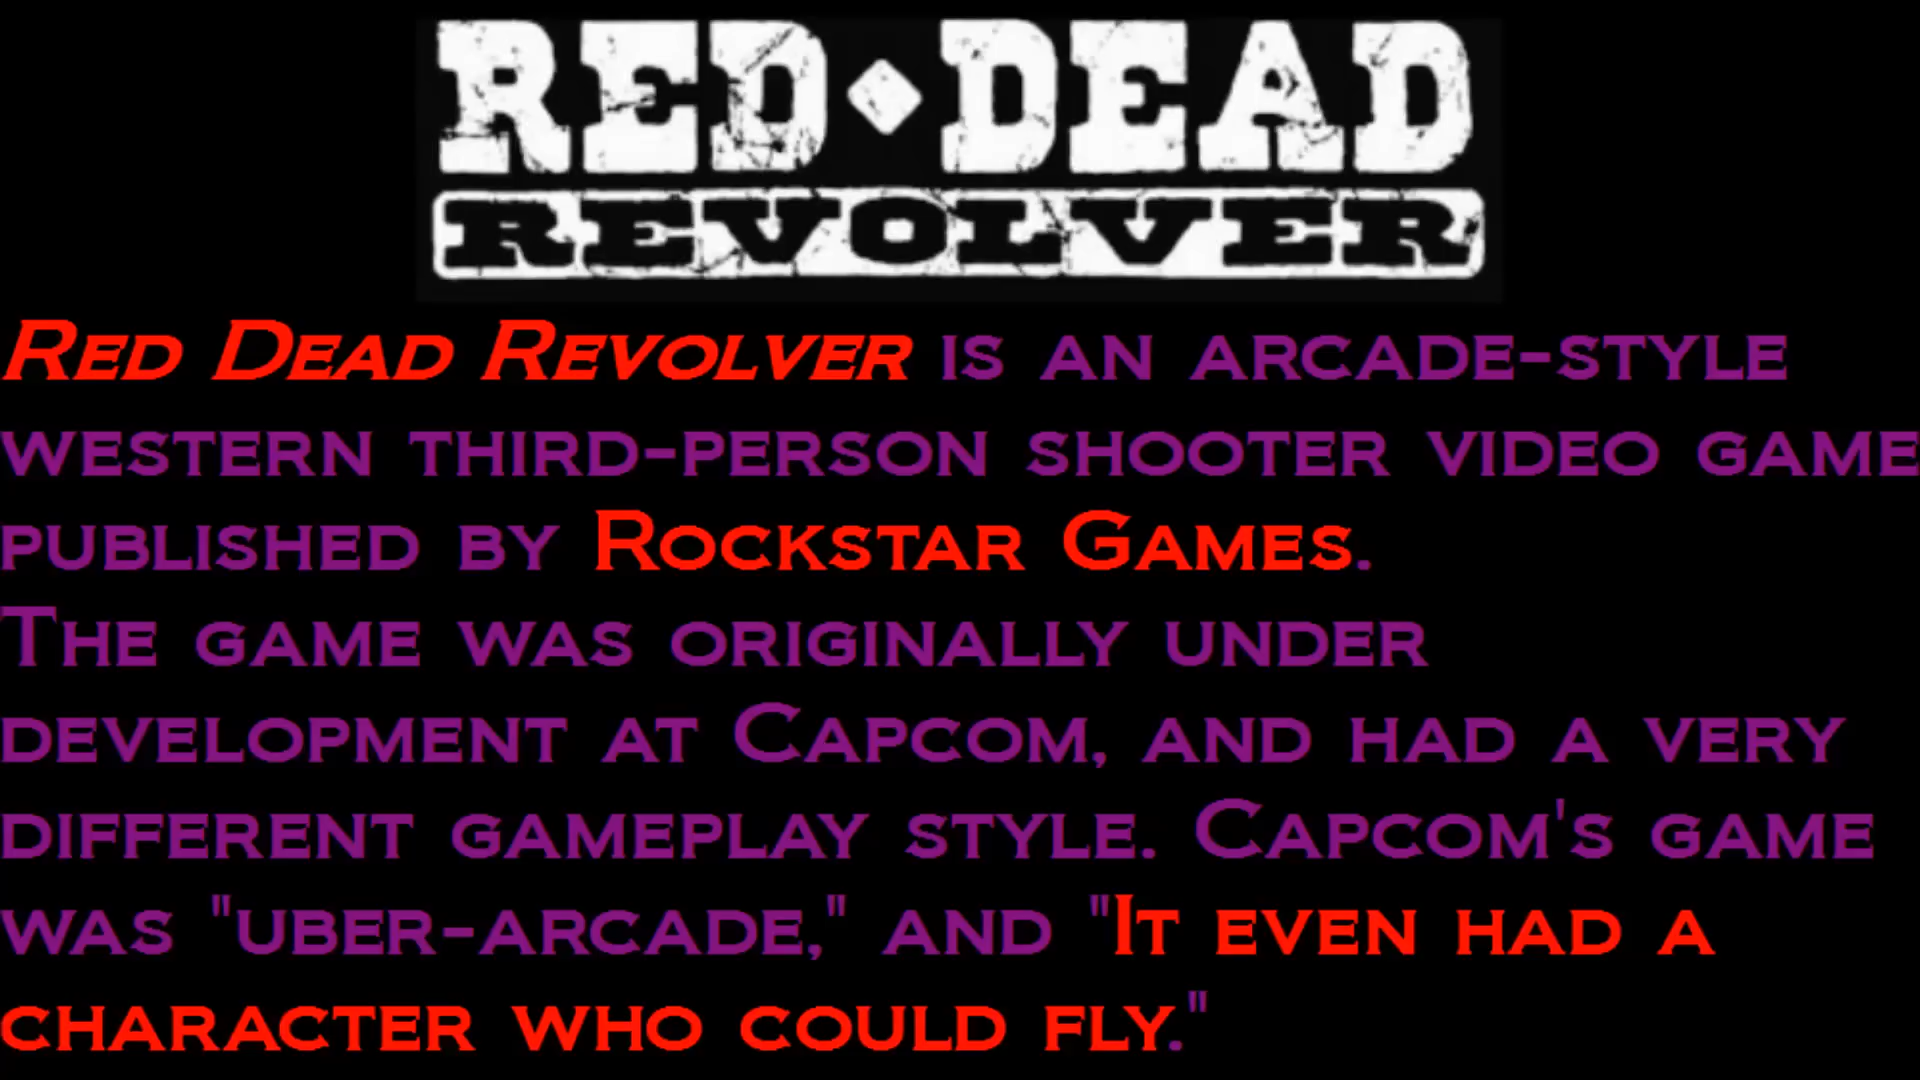 RED DEAD
REVOLVER
Red Dead Revolver is an arcade-style
western third-person shooter video game
published by Rockstar Games.
The game was originally under
development at Capcom, and had a very
different gameplay style. Capcom's game
was "uber-arcade," and "It even had a
character who could fly."